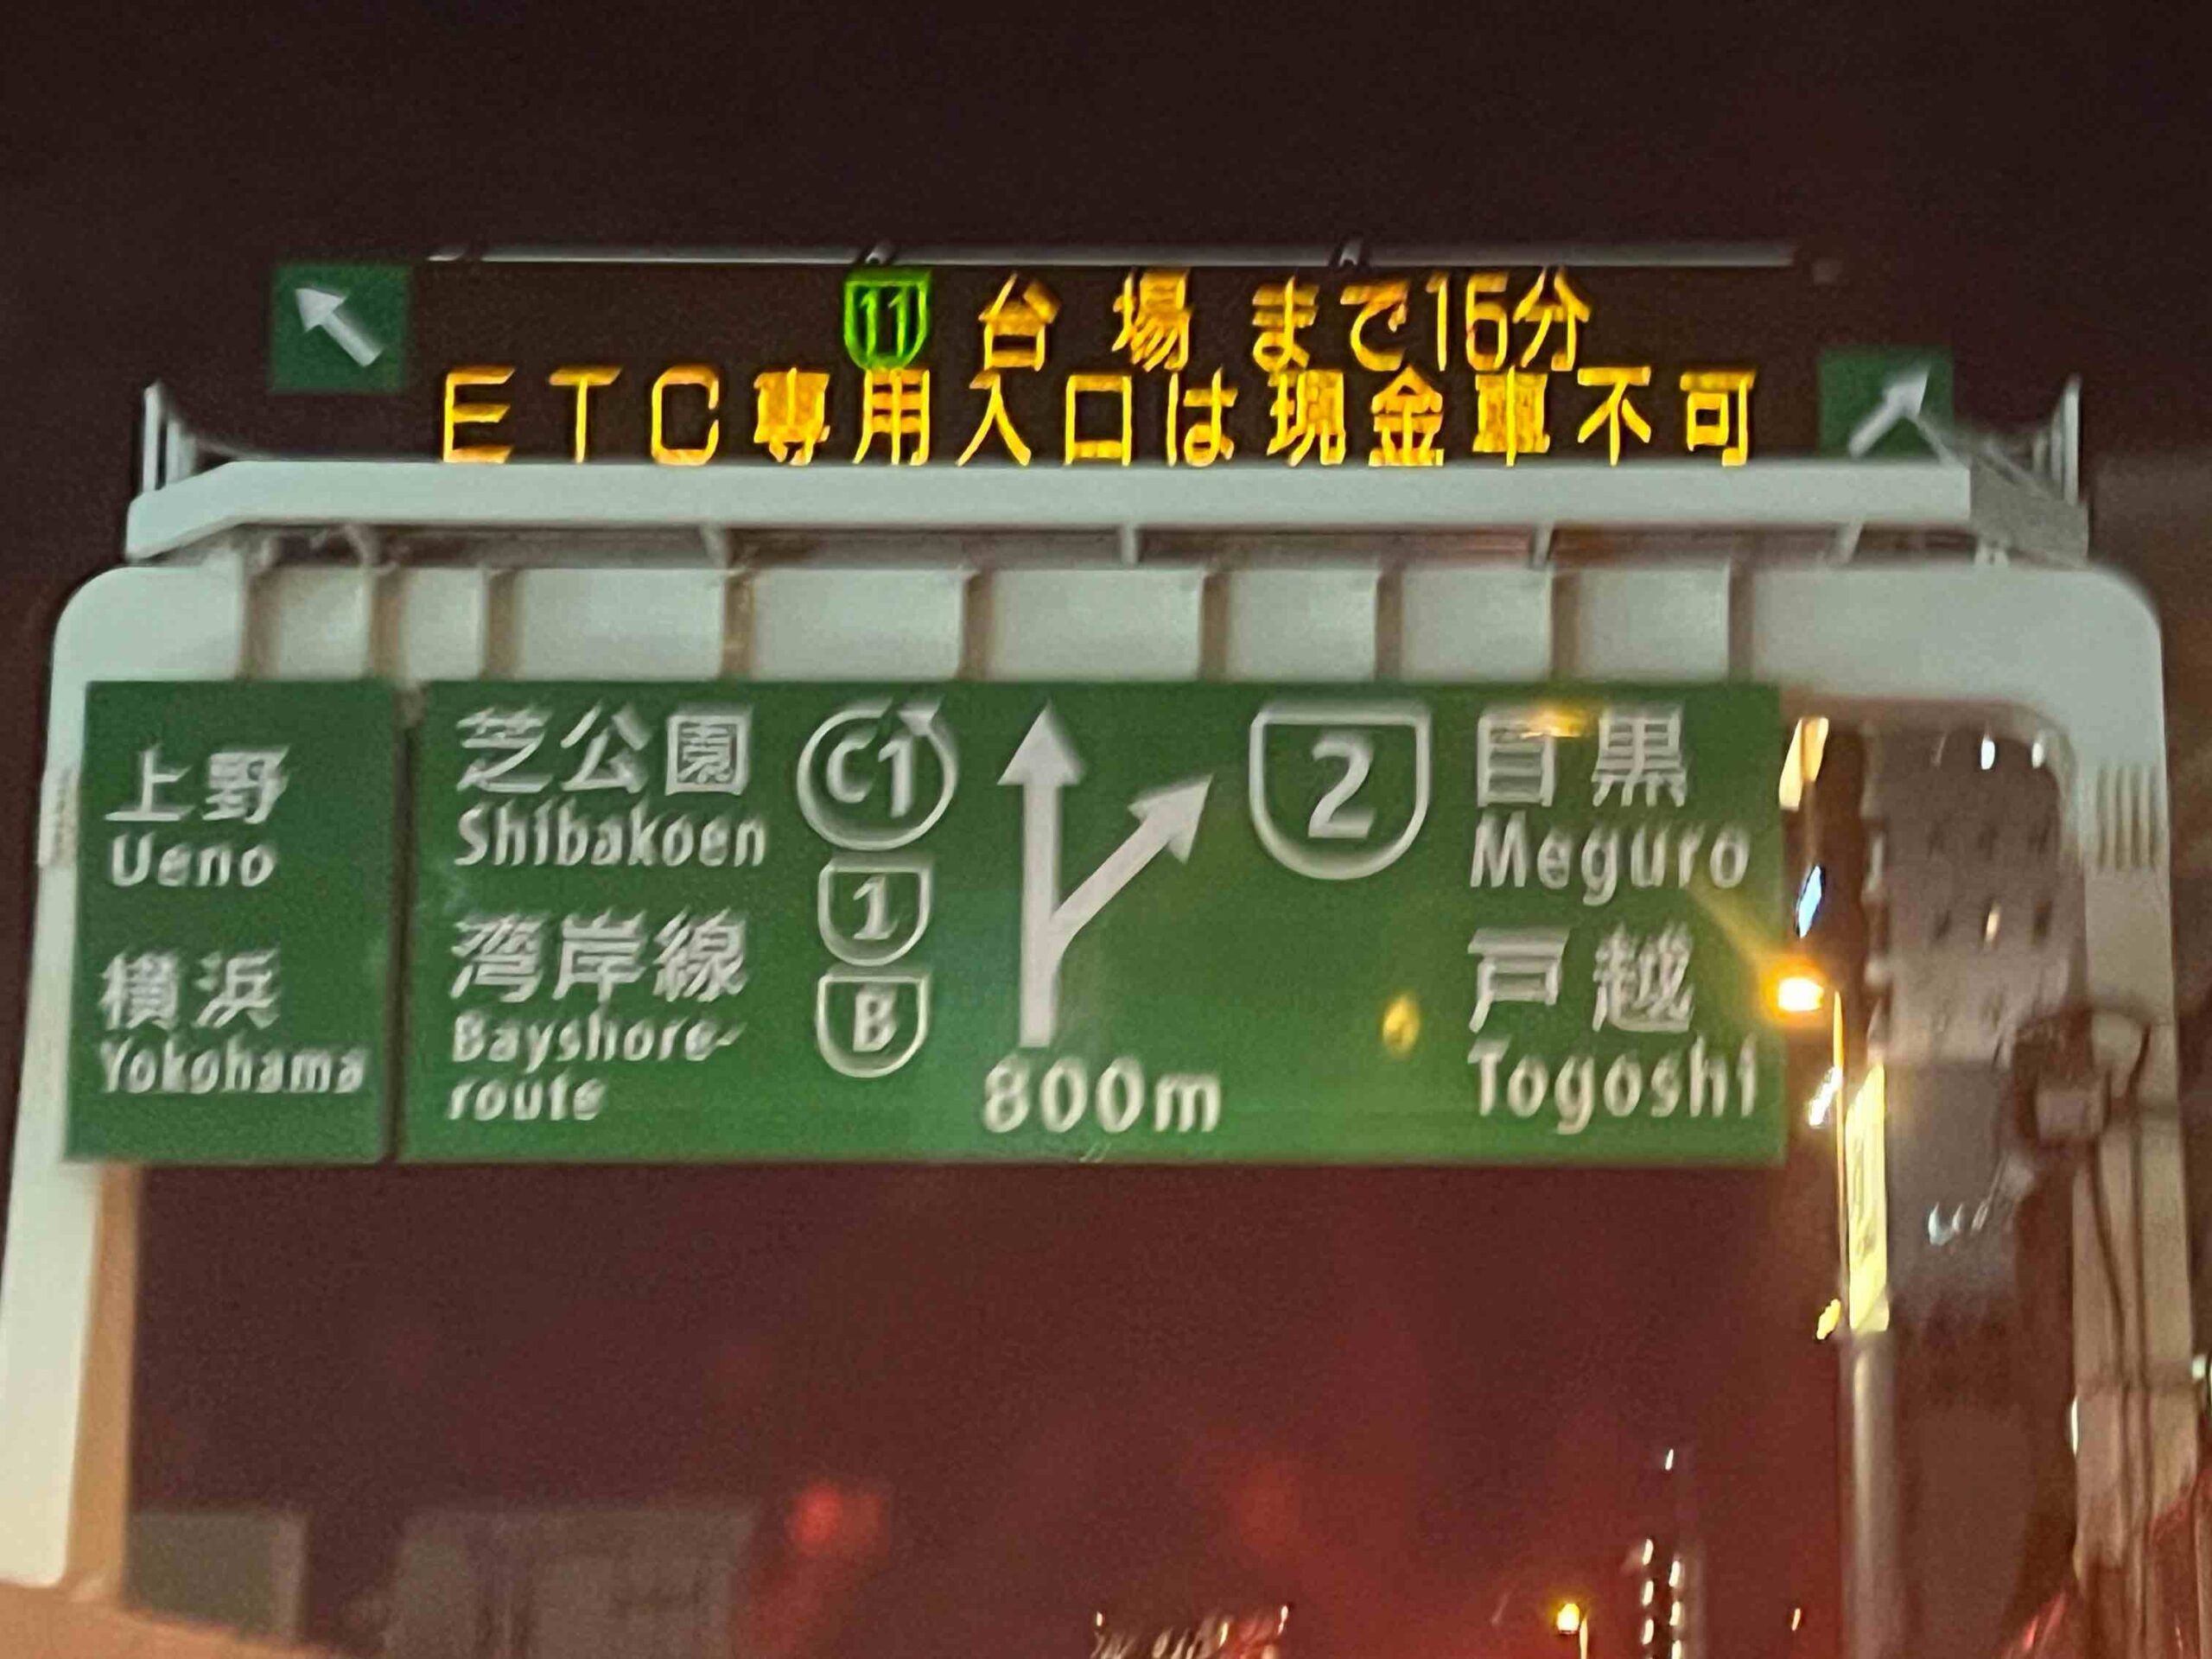 11 台場まで16分
ETC専用入口は現金車不可
上野
Ueno
横浜
Yokohama
芝公園
Shibakoen
湾岸線
Bayshore-
route
C1
1
B
800m
2
目黒
Meguro
戸越
Togoshi